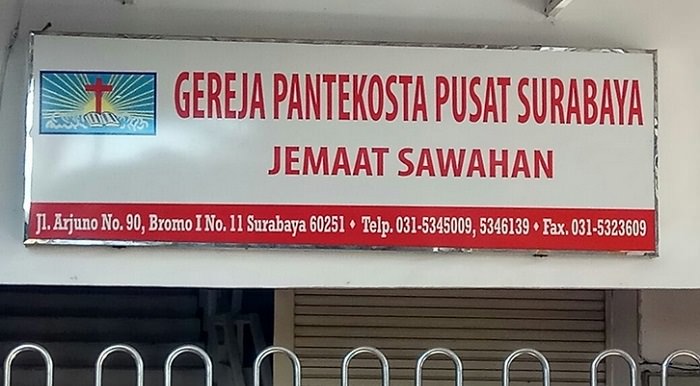 GEREJA PANTEKOSTA PUSAT SURABAYA
JEMAAT SAWAHAN
Jl. Arjuno No. 90, Bromo I No. 11 Surabaya 60251 • Telp. 031-5345009, 5346139 • Fax. 031-5323609